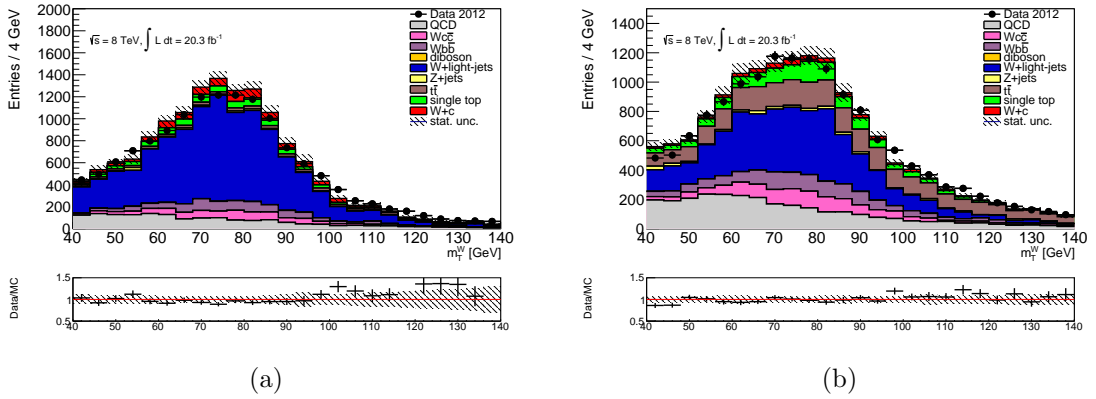 Entries / 4 GeV
2000
1800
1600
1400
1200
1000
800
600
400
200
0
√s = 8 TeV, ∫ L dt = 20.3 fb⁻¹
Data 2012
QCD
Wcc̅
Wbb̅
diboson
W+light-jets
Z+jets
tt̅
single top
W+c
stat. unc.
40 50 60 70 80 90 100 110 120 130 140
m_T^W [GeV]
Data/MC
1.5
1
0.5
40 50 60 70 80 90 100 110 120 130 140
(a)
Entries / 4 GeV
1400
1200
1000
800
600
400
200
0
√s = 8 TeV, ∫ L dt = 20.3 fb⁻¹
Data 2012
QCD
Wcc̅
Wbb̅
diboson
W+light-jets
Z+jets
tt̅
single top
W+c
stat. unc.
40 50 60 70 80 90 100 110 120 130 140
m_T^W [GeV]
Data/MC
1.5
1
0.5
40 50 60 70 80 90 100 110 120 130 140
(b)